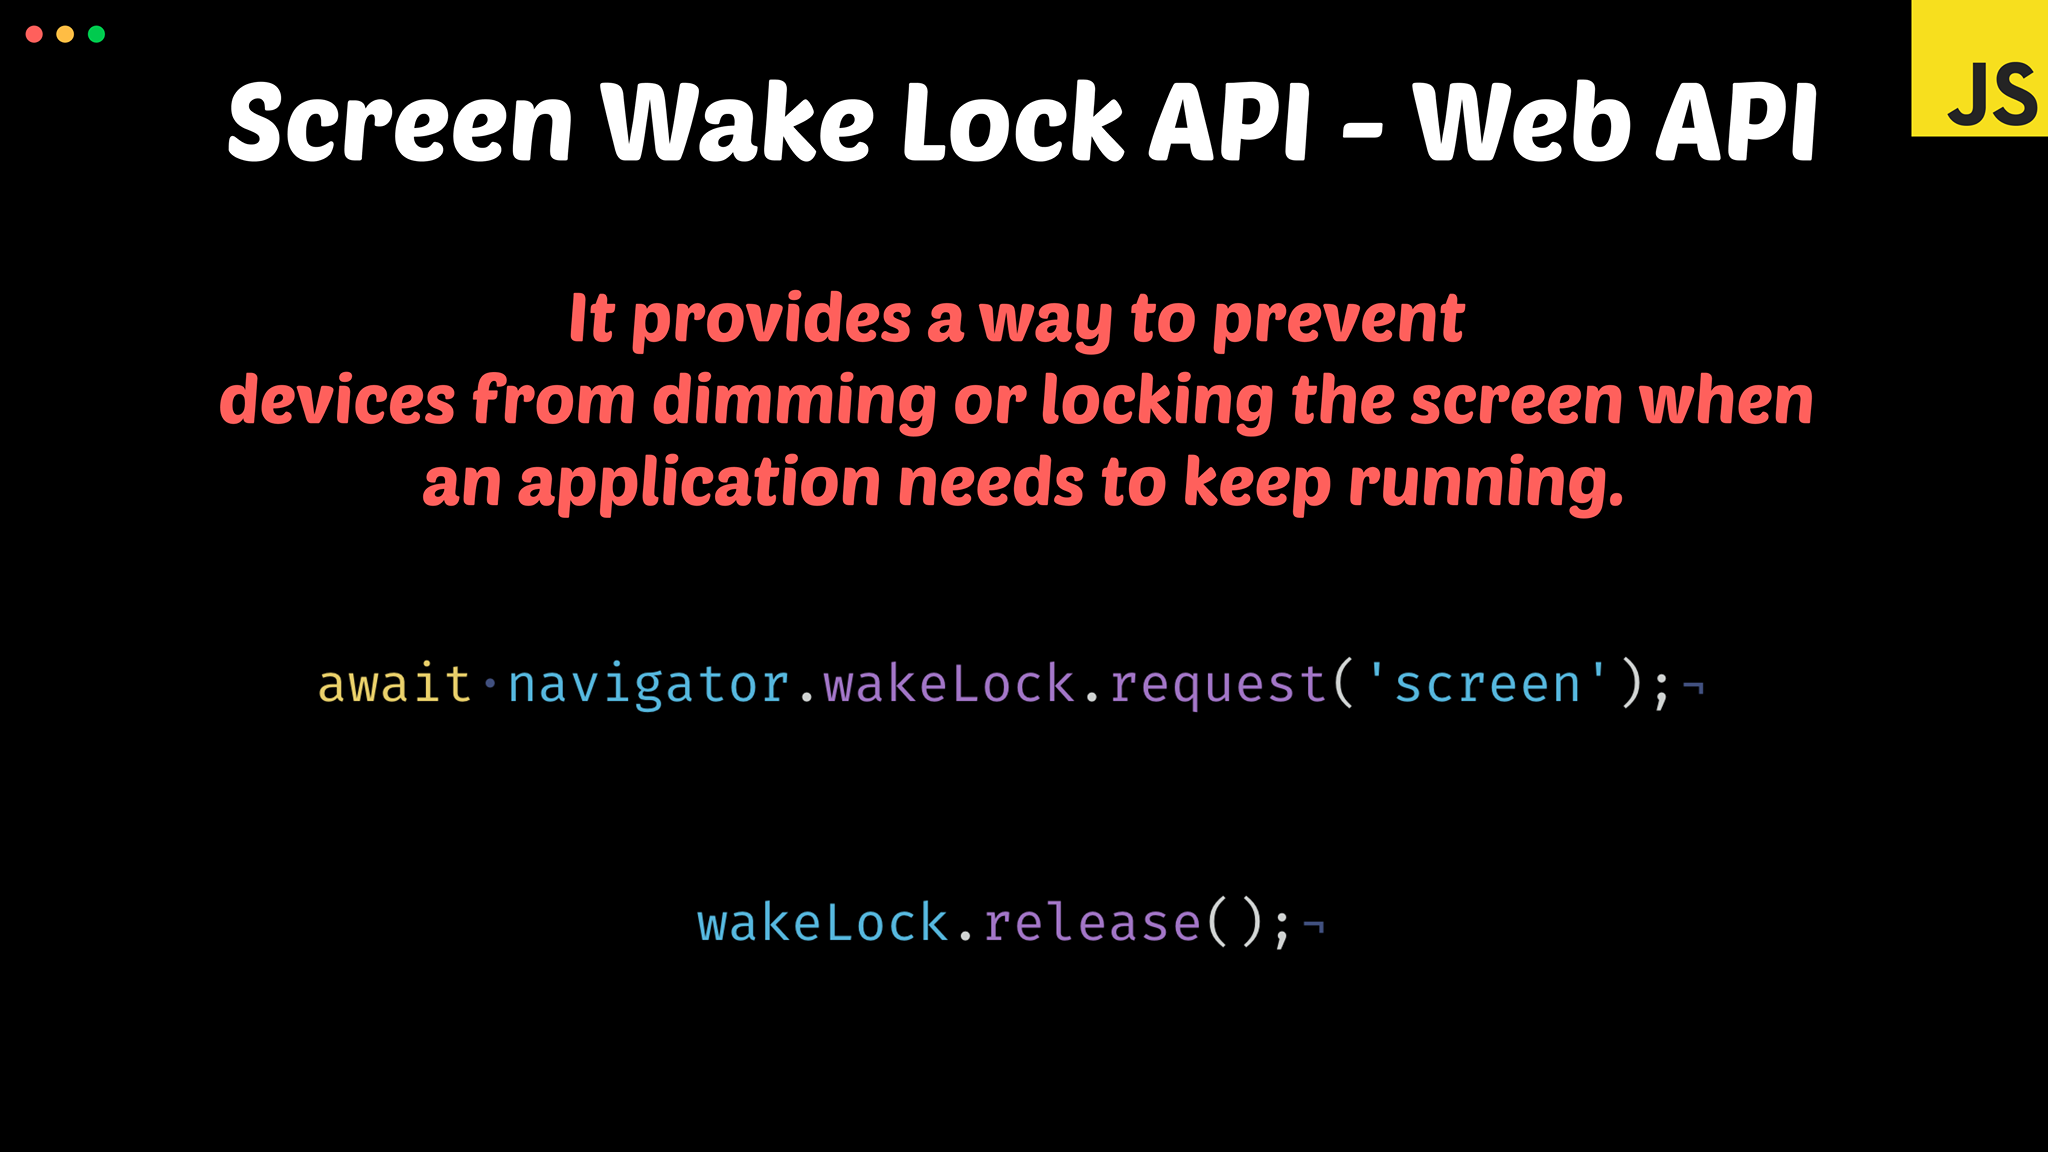 JS
Screen Wake Lock API - Web API
It provides a way to prevent
devices from dimming or locking the screen when
an application needs to keep running.
await·navigator.wakeLock.request('screen');¬
wakeLock.release();¬